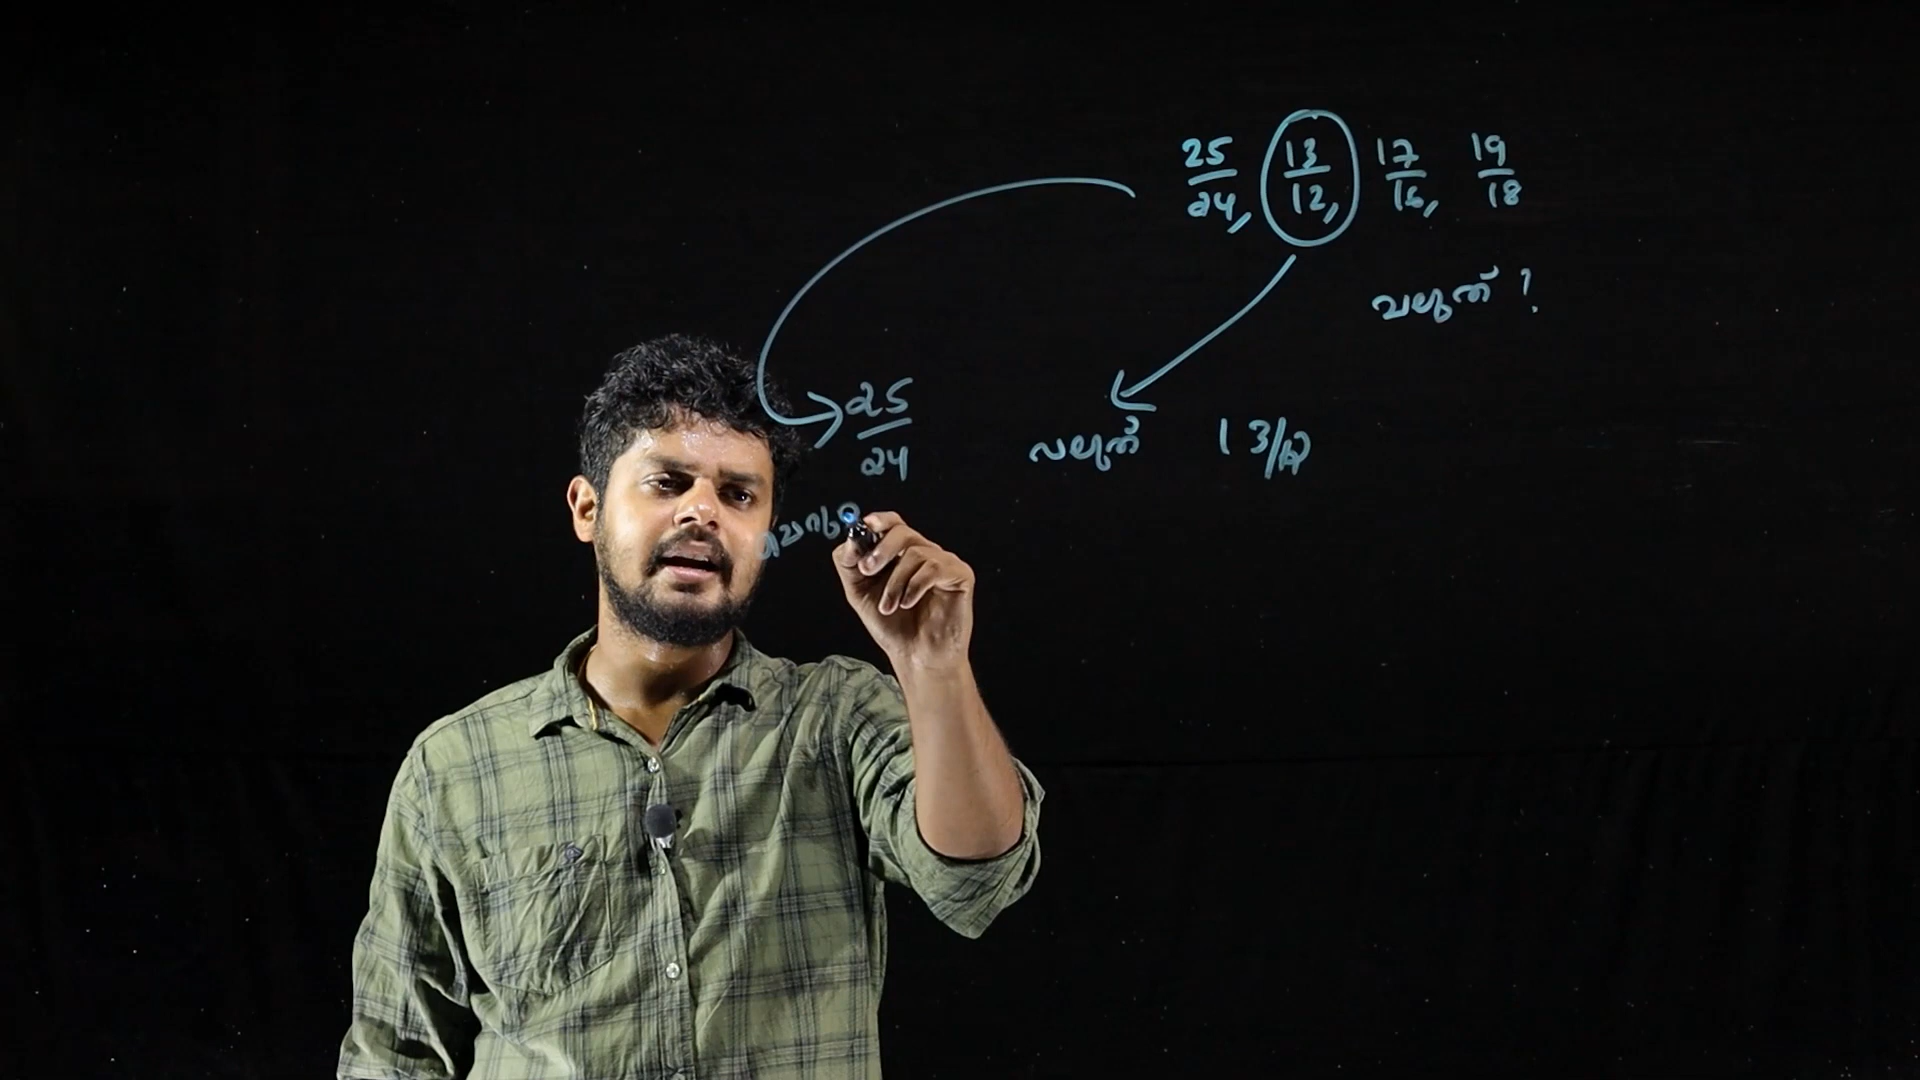 25/24, 13/12, 17/16, 19/18
വലുത് ?
25/24
വലുത് 13/12
ചെറു